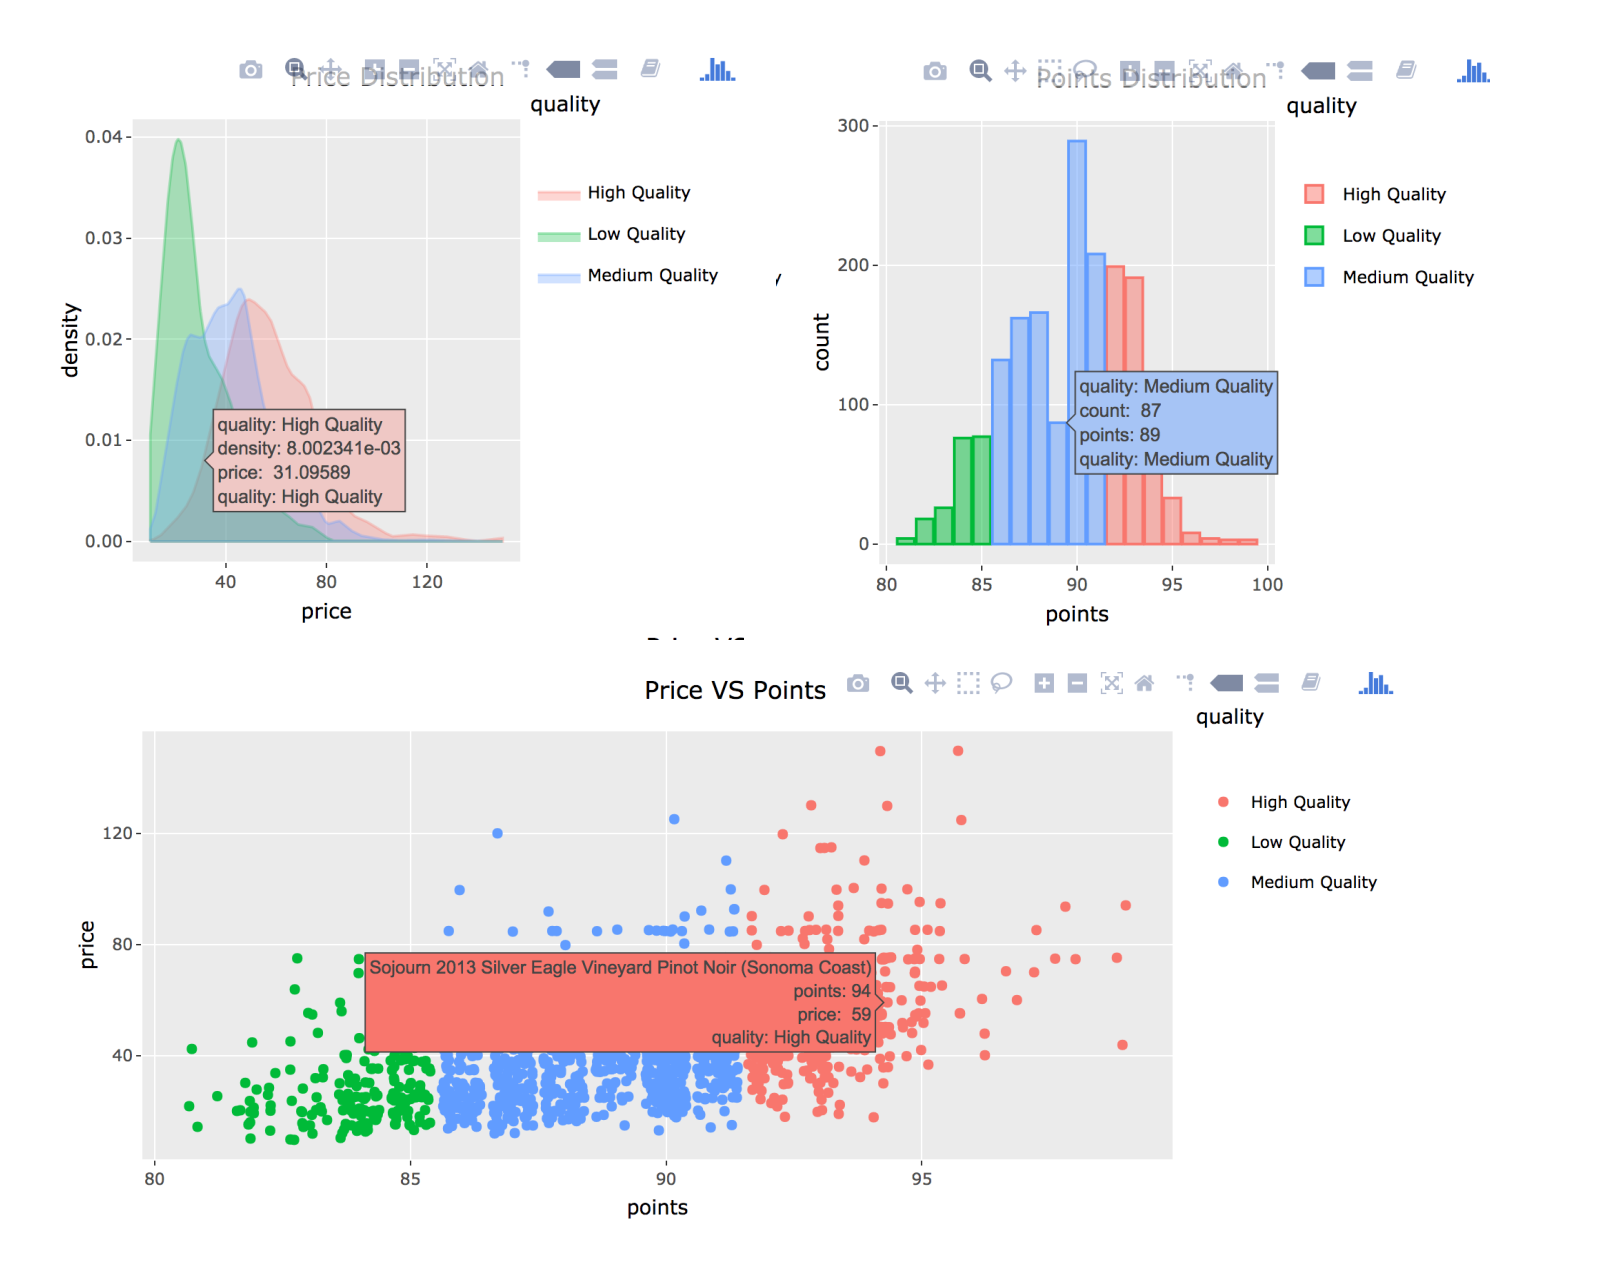 Price Distribution
quality
0.04
0.03
0.02
0.01
0.00
density
40
80
120
price
High Quality
Low Quality
Medium Quality
quality: High Quality
density: 8.002341e-03
price: 31.09589
quality: High Quality
Points Distribution
quality
300
200
100
0
count
80
85
90
95
100
points
High Quality
Low Quality
Medium Quality
quality: Medium Quality
count: 87
points: 89
quality: Medium Quality
Price VS Points
quality
120
80
40
price
80
85
90
95
points
High Quality
Low Quality
Medium Quality
Sojourn 2013 Silver Eagle Vineyard Pinot Noir (Sonoma Coast)
points: 94
price: 59
quality: High Quality